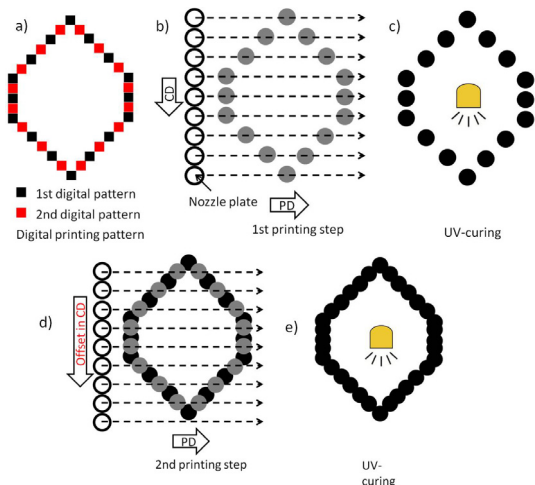 a)
1st digital pattern
2nd digital pattern
Digital printing pattern
b)
CD
Nozzle plate
PD
1st printing step
c)
UV-curing
d)
Offset in CD
PD
2nd printing step
e)
UV-
curing